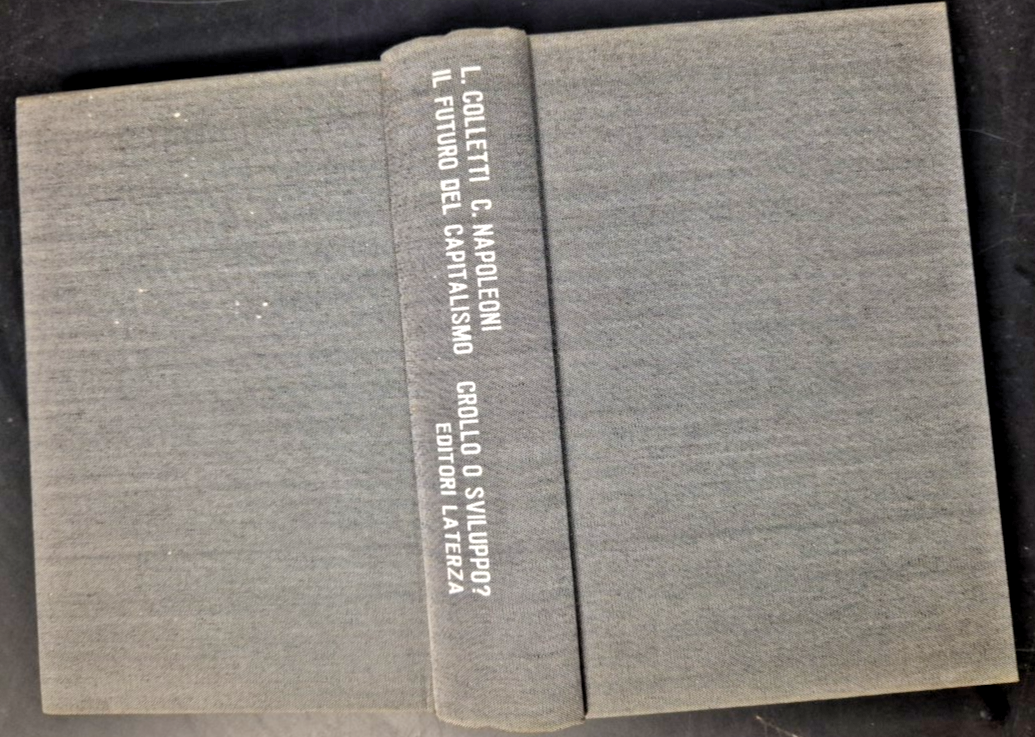 L. COLLETTI C. NAPOLEONI
IL FUTURO DEL CAPITALISMO CROLLO O SVILUPPO?
EDITORI LATERZA